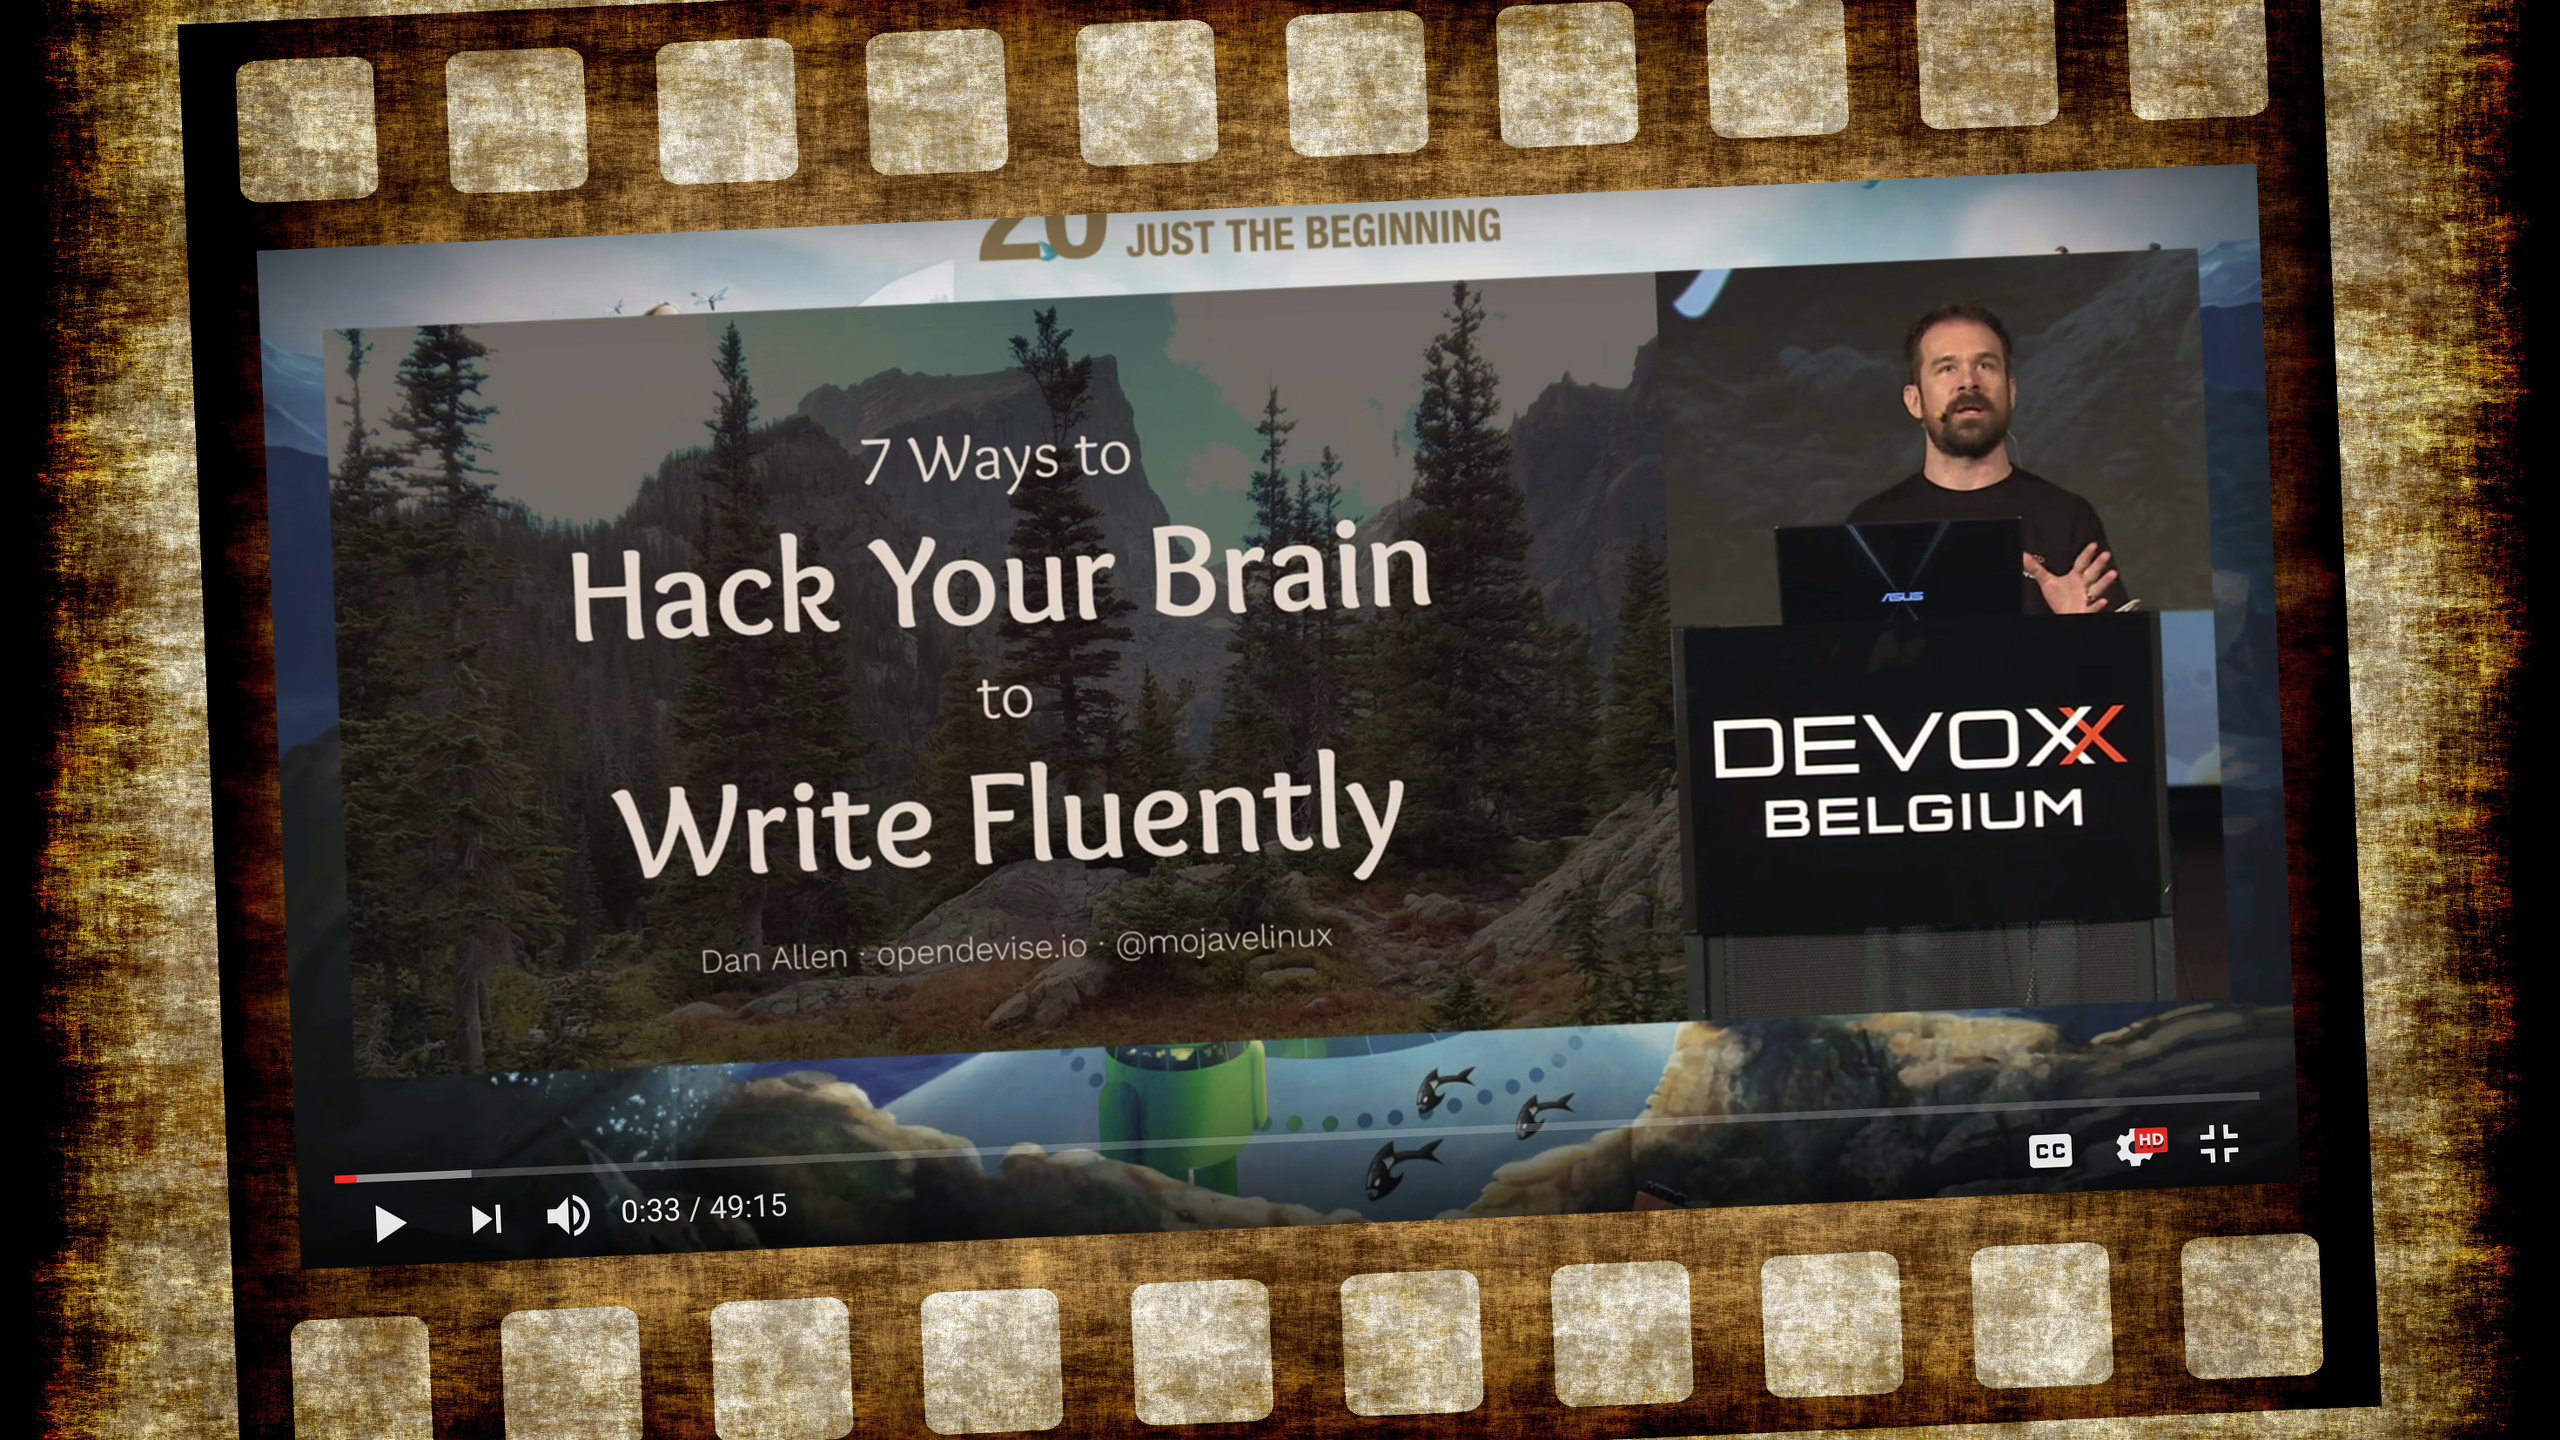 20 JUST THE BEGINNING
7 Ways to
Hack Your Brain
to
Write Fluently
Dan Allen · opendevise.io · @mojavelinux
ASUS
DEVOXX
BELGIUM
0:33 / 49:15
CC
HD